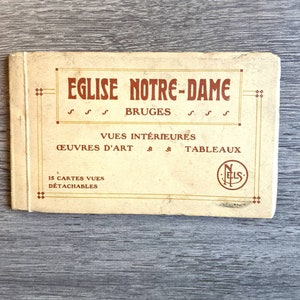 EGLISE NOTRE-DAME
BRUGES
VUES INTÉRIEURES
ŒUVRES D'ART TABLEAUX
15 CARTES VUES
DÉTACHABLES
NELS